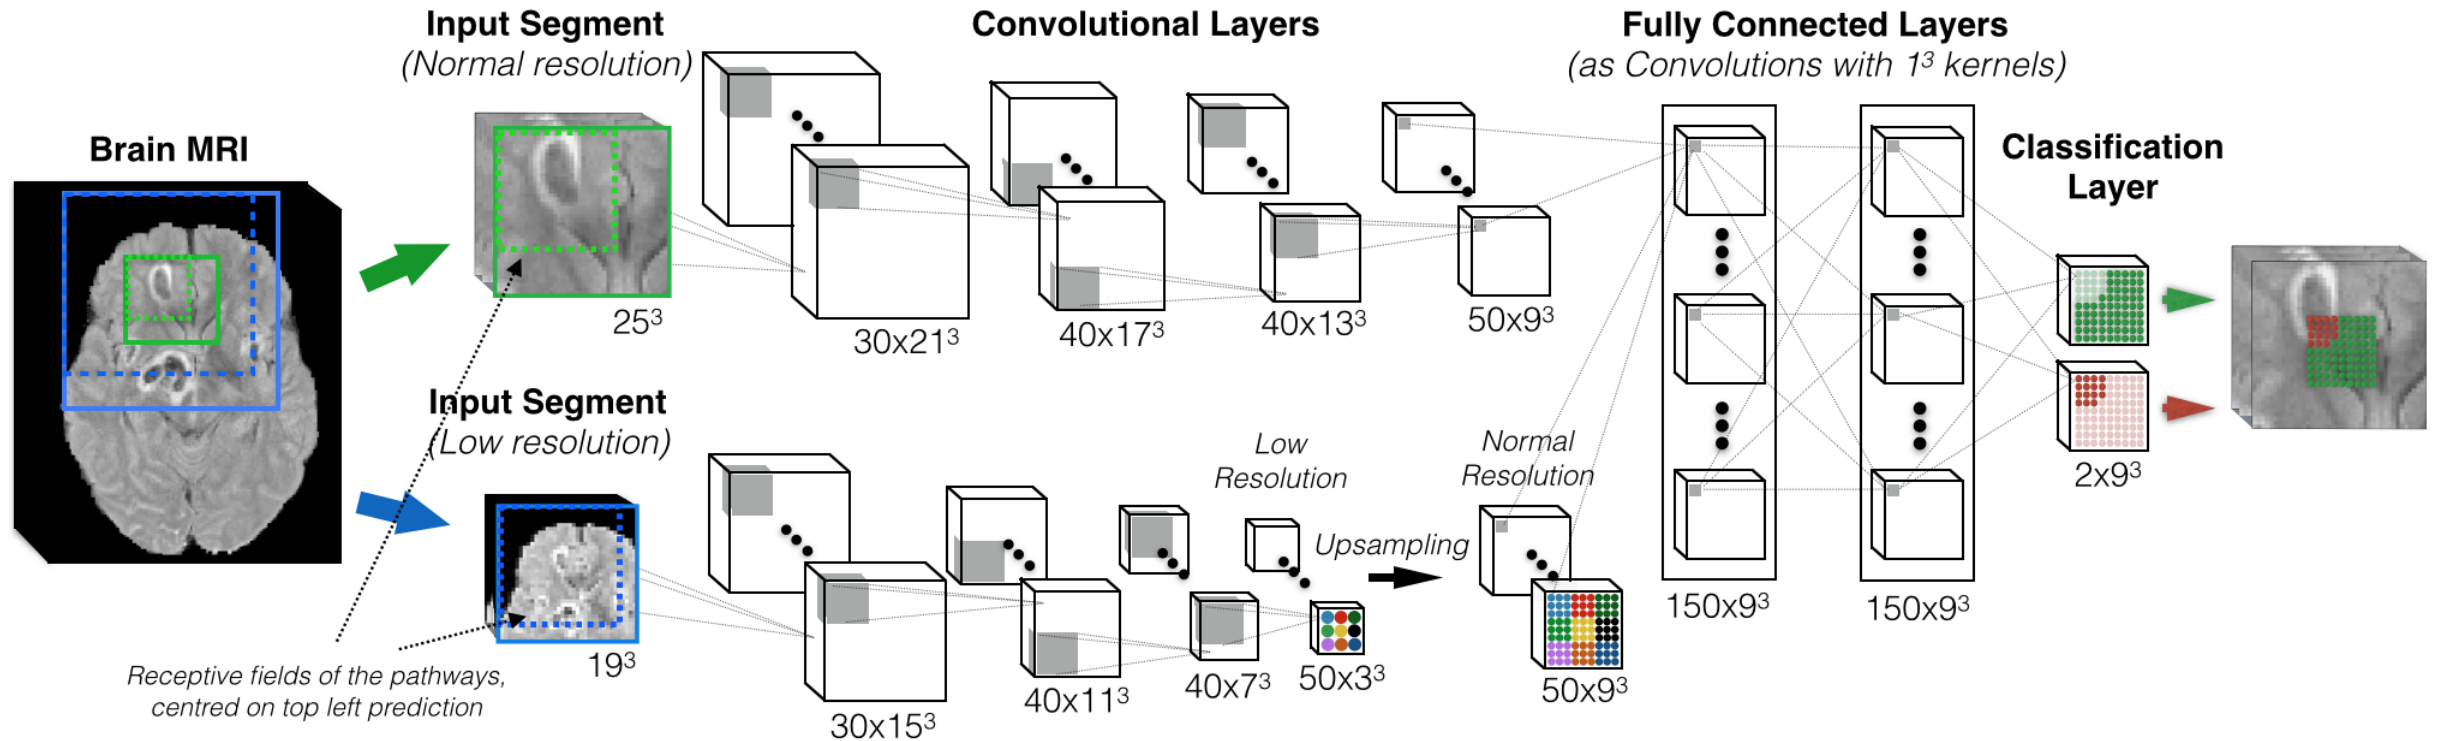 Brain MRI
Input Segment
(Normal resolution)
25³
Convolutional Layers
30x21³
40x17³
40x13³
50x9³
Input Segment
(Low resolution)
19³
30x15³
40x11³
40x7³
50x3³
Low
Resolution
Upsampling
Normal
Resolution
50x9³
Fully Connected Layers
(as Convolutions with 1³ kernels)
150x9³
150x9³
Classification
Layer
2x9³
Receptive fields of the pathways,
centred on top left prediction